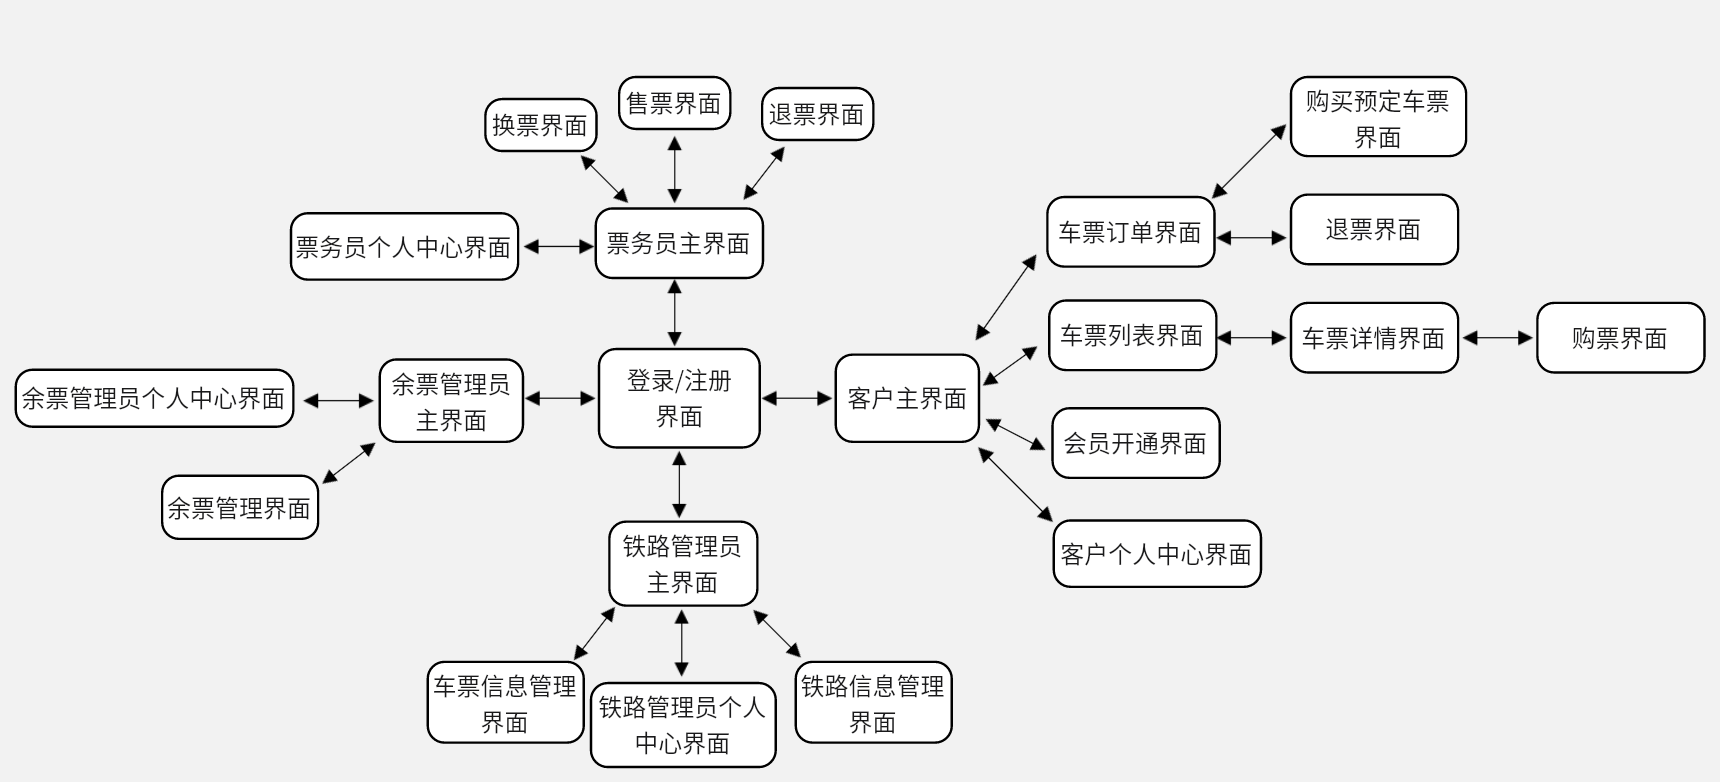 换票界面
售票界面
退票界面
购买预定车票
界面
票务员个人中心界面
票务员主界面
车票订单界面
退票界面
车票列表界面
车票详情界面
购票界面
余票管理员个人中心界面
余票管理员
主界面
登录/注册
界面
客户主界面
会员开通界面
余票管理界面
铁路管理员
主界面
客户个人中心界面
车票信息管理
界面
铁路管理员个人
中心界面
铁路信息管理
界面